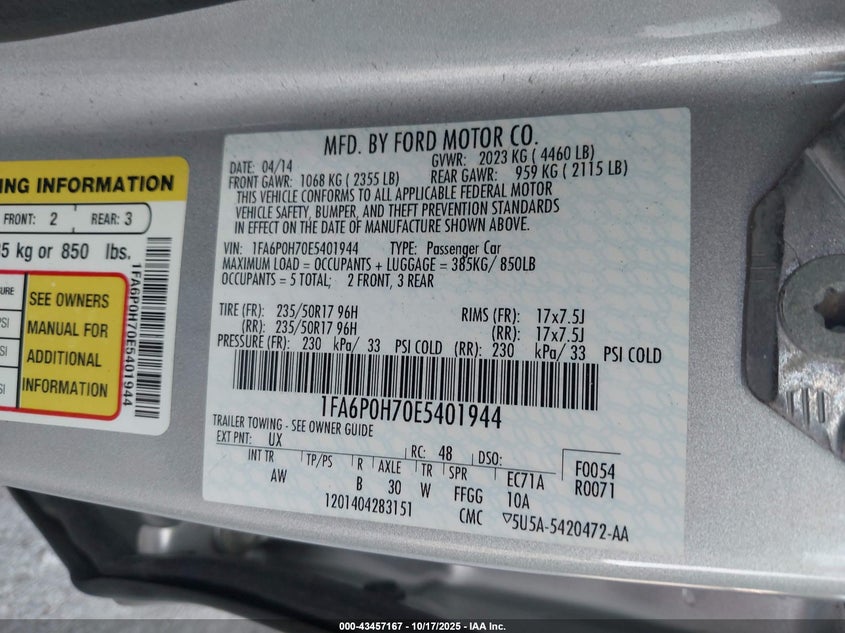 NG INFORMATION
FRONT: 2 REAR: 3
5 kg or 850 lbs.
URE
PSI
SI
SI
SEE OWNERS
MANUAL FOR
ADDITIONAL
INFORMATION
1FA6P0H70E5401944
MFD. BY FORD MOTOR CO.
DATE: 04/14 GVWR: 2023 KG ( 4460 LB)
FRONT GAWR: 1068 KG ( 2355 LB) REAR GAWR: 959 KG ( 2115 LB)
THIS VEHICLE CONFORMS TO ALL APPLICABLE FEDERAL MOTOR
VEHICLE SAFETY, BUMPER, AND THEFT PREVENTION STANDARDS
IN EFFECT ON THE DATE OF MANUFACTURE SHOWN ABOVE.
VIN: 1FA6P0H70E5401944 TYPE: Passenger Car
MAXIMUM LOAD = OCCUPANTS + LUGGAGE = 385KG/ 850LB
OCCUPANTS = 5 TOTAL; 2 FRONT, 3 REAR
TIRE (FR): 235/50R17 96H RIMS (FR): 17x7.5J
(RR): 235/50R17 96H (RR): 17x7.5J
PRESSURE (FR): 230 kPa/ 33 PSI COLD (RR): 230 kPa/ 33 PSI COLD
1FA6P0H70E5401944
TRAILER TOWING - SEE OWNER GUIDE
EXT PNT: UX RC: 48 DSO:
INT TR TP/PS R AXLE TR SPR EC71A F0054
AW B 30 W FFGG 10A R0071
1201404283151 CMC ▽5U5A-5420472-AA
000-43457167 - 10/17/2025 - IAA Inc.